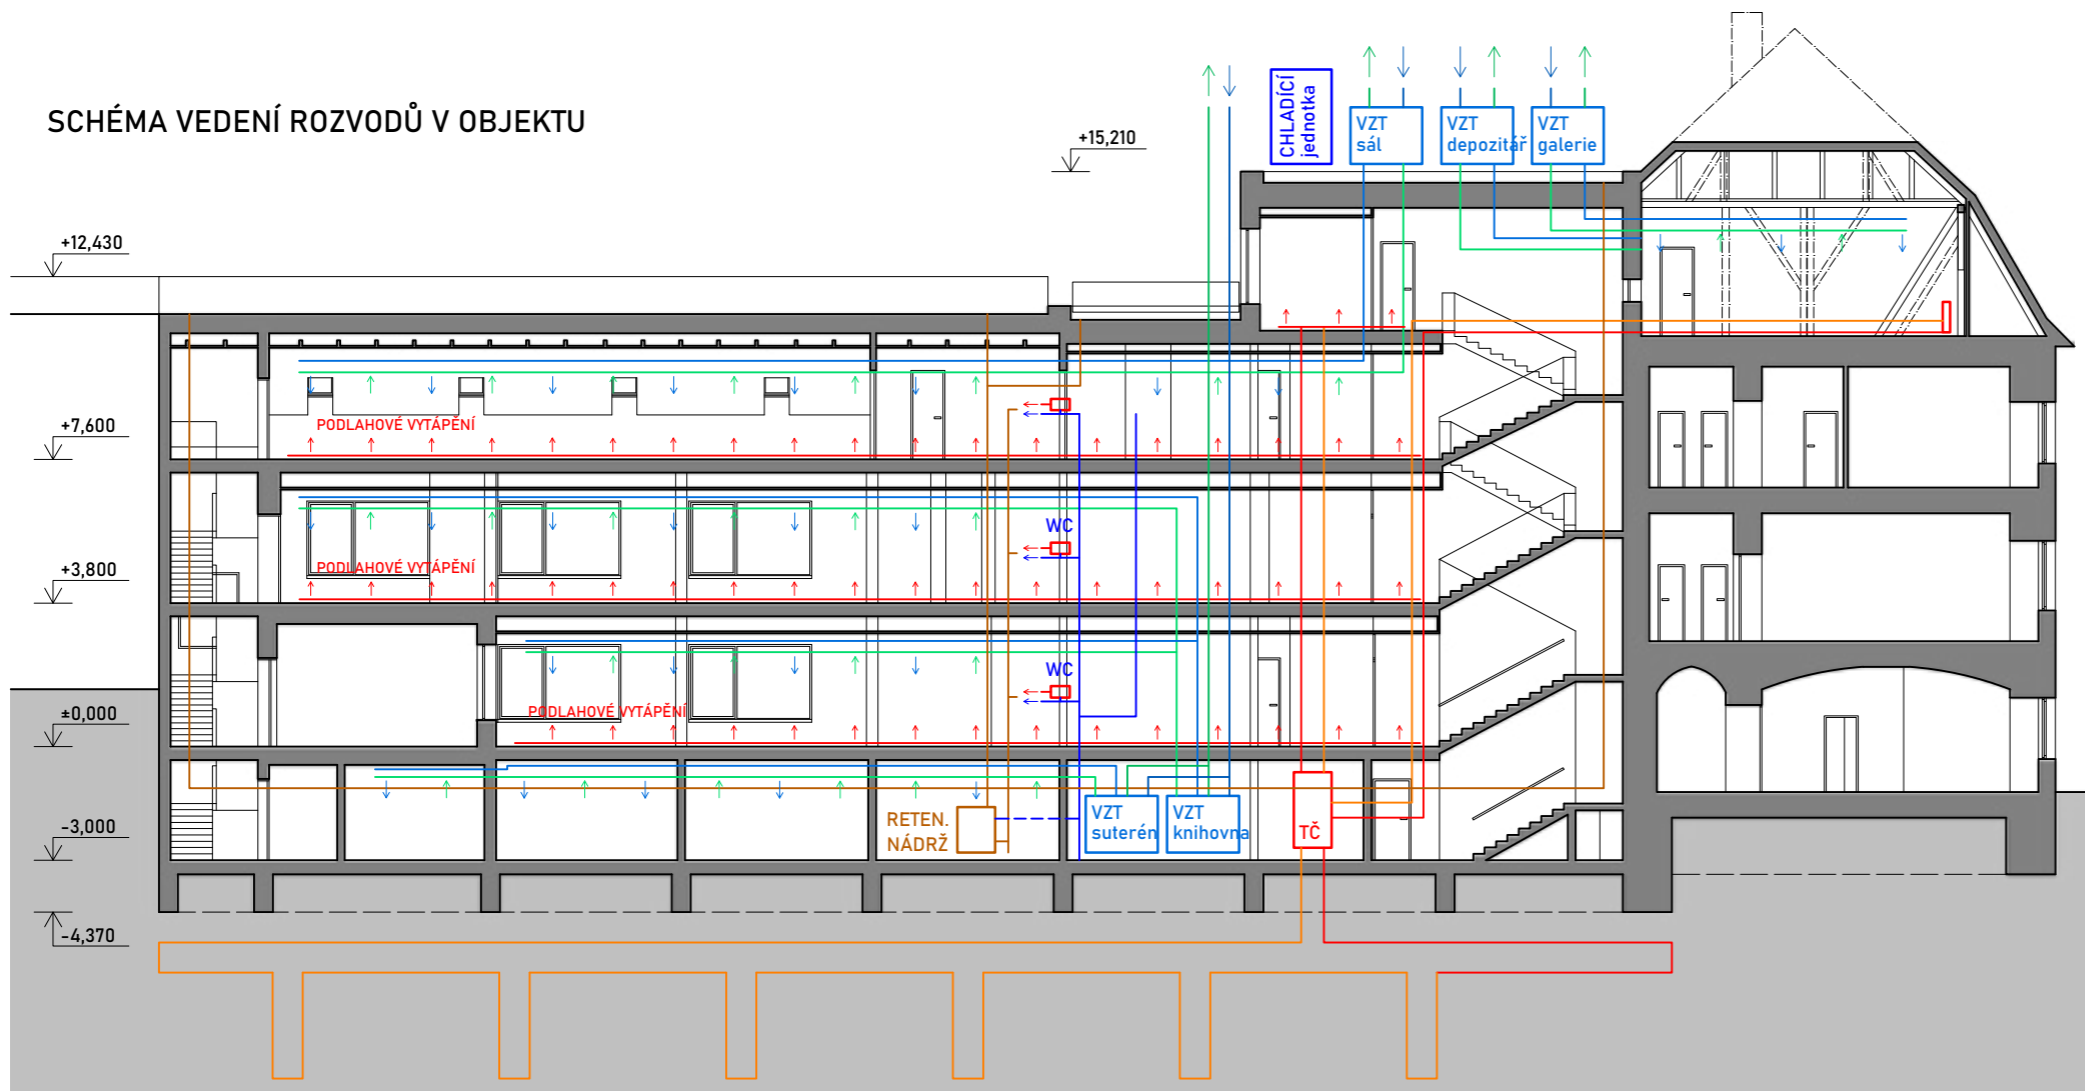 SCHÉMA VEDENÍ ROZVODŮ V OBJEKTU
CHLADÍCÍ
jednotka
VZT
sál
VZT
depozitář
VZT
galerie
+15,210
+12,430
+7,600
+3,800
±0,000
-3,000
-4,370
PODLAHOVÉ VYTÁPĚNÍ
WC
PODLAHOVÉ VYTÁPĚNÍ
WC
PODLAHOVÉ VYTÁPĚNÍ
RETEN.
NÁDRŽ
VZT
suterén
VZT
knihovna
TČ